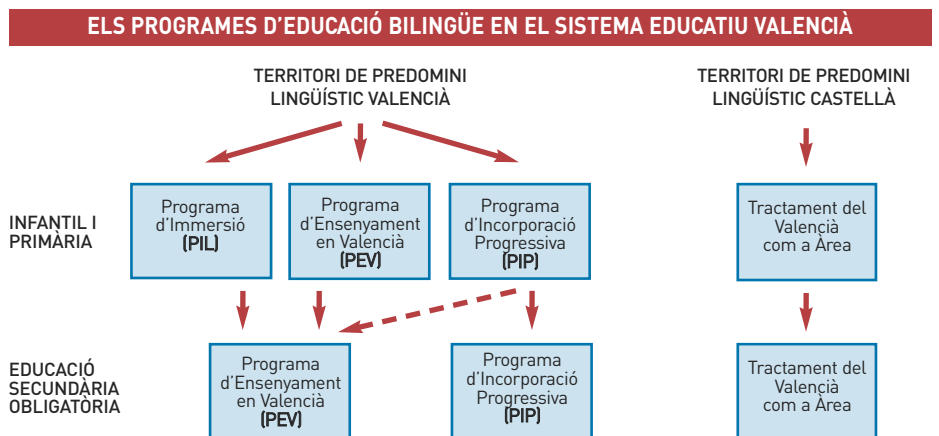 ELS PROGRAMES D'EDUCACIÓ BILINGÜE EN EL SISTEMA EDUCATIU VALENCIÀ
TERRITORI DE PREDOMINI
LINGÜÍSTIC VALENCIÀ
TERRITORI DE PREDOMINI
LINGÜÍSTIC CASTELLÀ
INFANTIL I
PRIMÀRIA
Programa
d'Immersió
(PIL)
Programa
d'Ensenyament
en Valencià
(PEV)
Programa
d'Incorporació
Progressiva
(PIP)
Tractament del
Valencià
com a Àrea
EDUCACIÓ
SECUNDÀRIA
OBLIGATÒRIA
Programa
d'Ensenyament
en Valencià
(PEV)
Programa
d'Incorporació
Progressiva
(PIP)
Tractament del
Valencià
com a Àrea